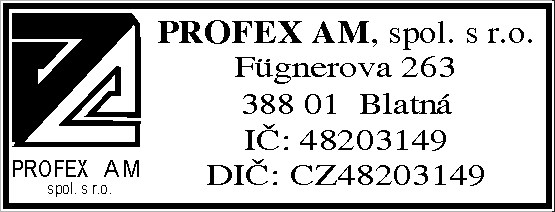 PROFEX AM, spol. s r.o.
Fügnerova 263
388 01 Blatná
IČ: 48203149
DIČ: CZ48203149
PROFEX AM
spol. s r.o.